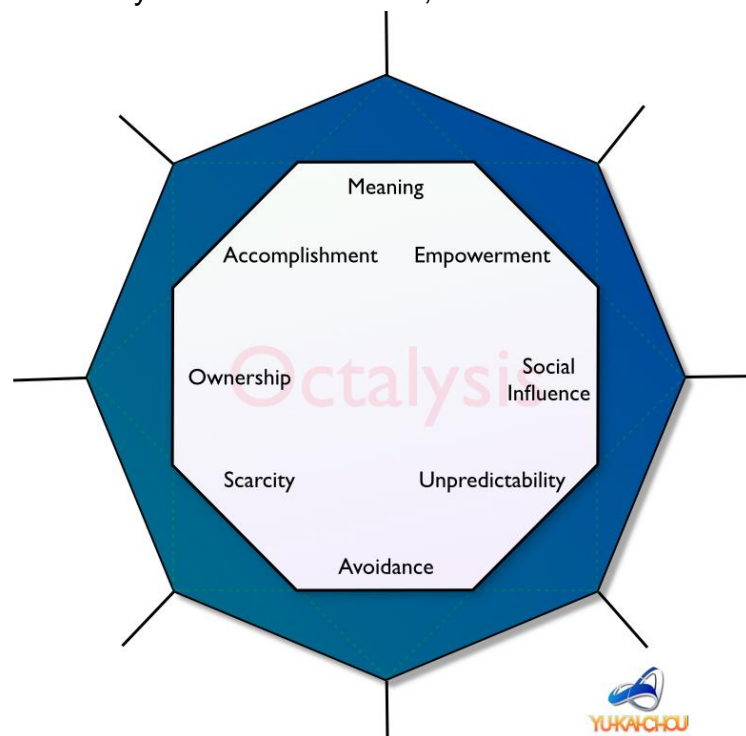 Meaning
Accomplishment
Empowerment
Octalysis
Ownership
Social
Influence
Scarcity
Unpredictability
Avoidance
YU-KAI CHOU